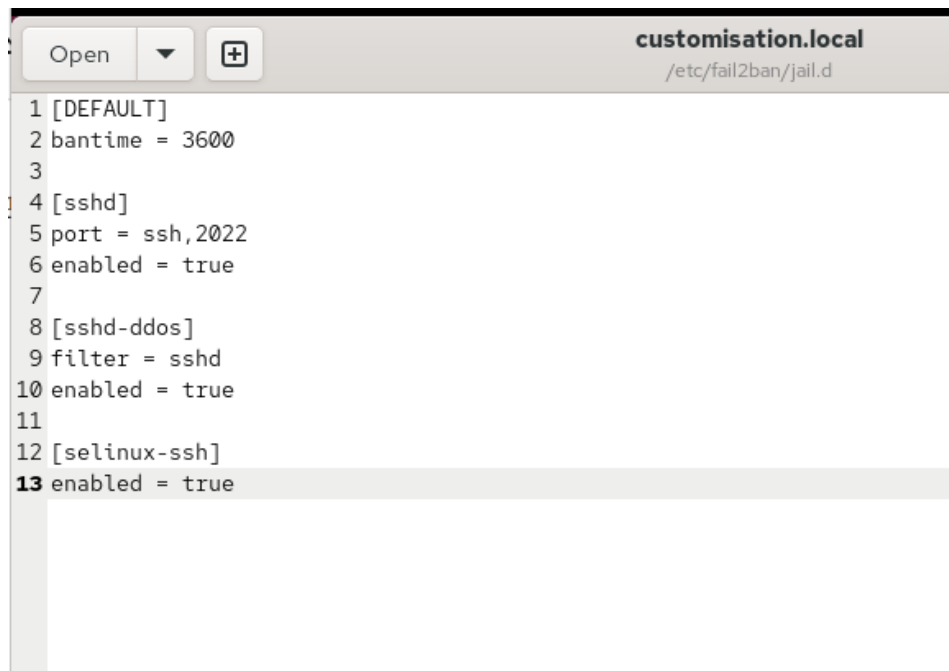 Open
customisation.local
/etc/fail2ban/jail.d
1 [DEFAULT]
2 bantime = 3600
3
4 [sshd]
5 port = ssh,2022
6 enabled = true
7
8 [sshd-ddos]
9 filter = sshd
10 enabled = true
11
12 [selinux-ssh]
13 enabled = true